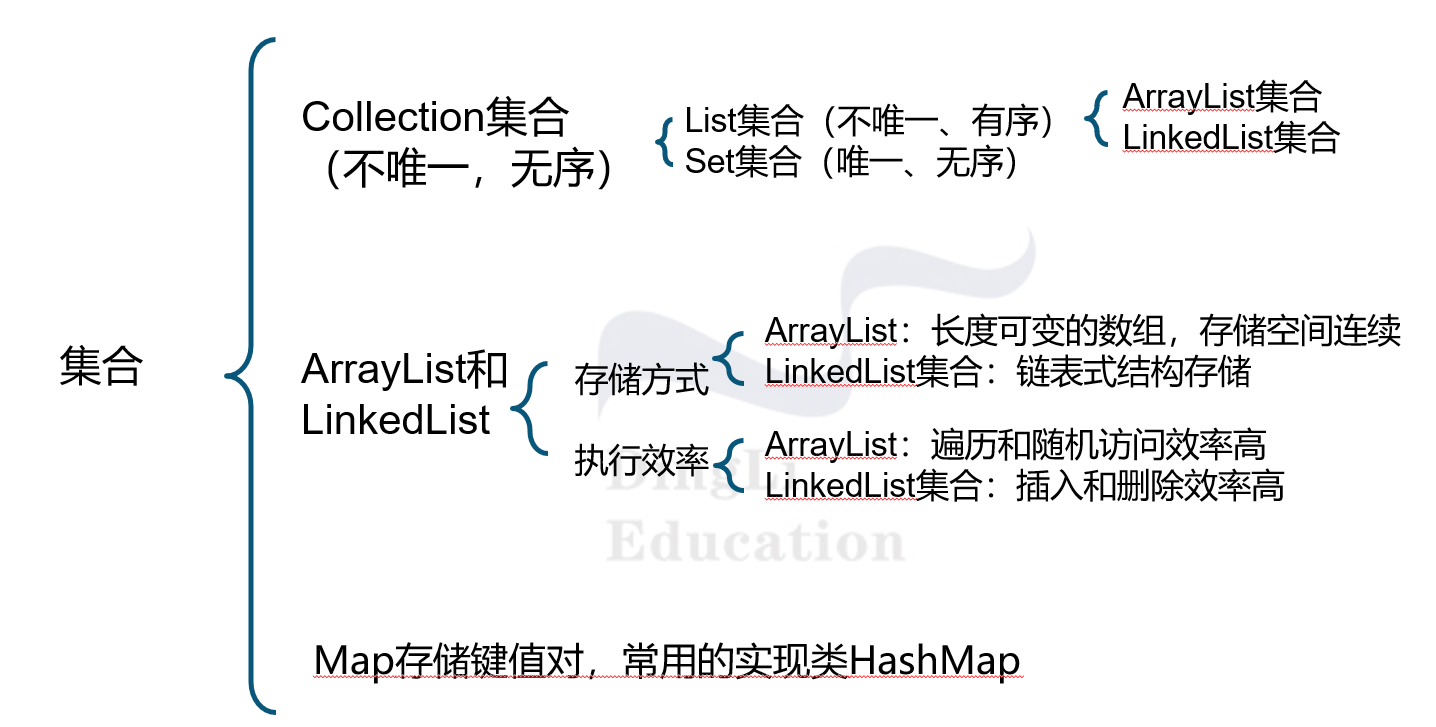 集合
Collection集合
（不唯一，无序）
List集合（不唯一、有序）
Set集合（唯一、无序）
ArrayList集合
LinkedList集合
ArrayList和
LinkedList
存储方式
ArrayList：长度可变的数组，存储空间连续
LinkedList集合：链表式结构存储
执行效率
ArrayList：遍历和随机访问效率高
LinkedList集合：插入和删除效率高
DingLi
Education
Map存储键值对，常用的实现类HashMap